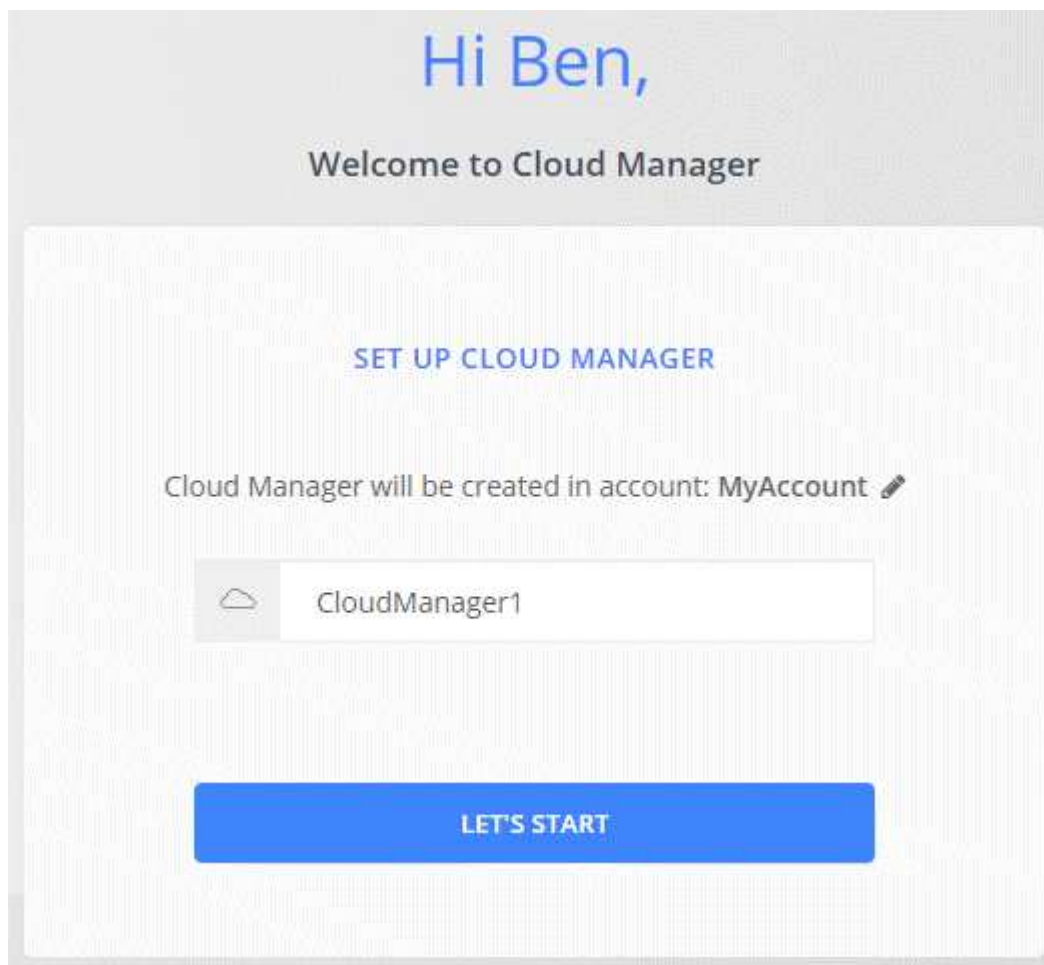 Hi Ben,
Welcome to Cloud Manager
SET UP CLOUD MANAGER
Cloud Manager will be created in account: MyAccount
CloudManager1
LET'S START